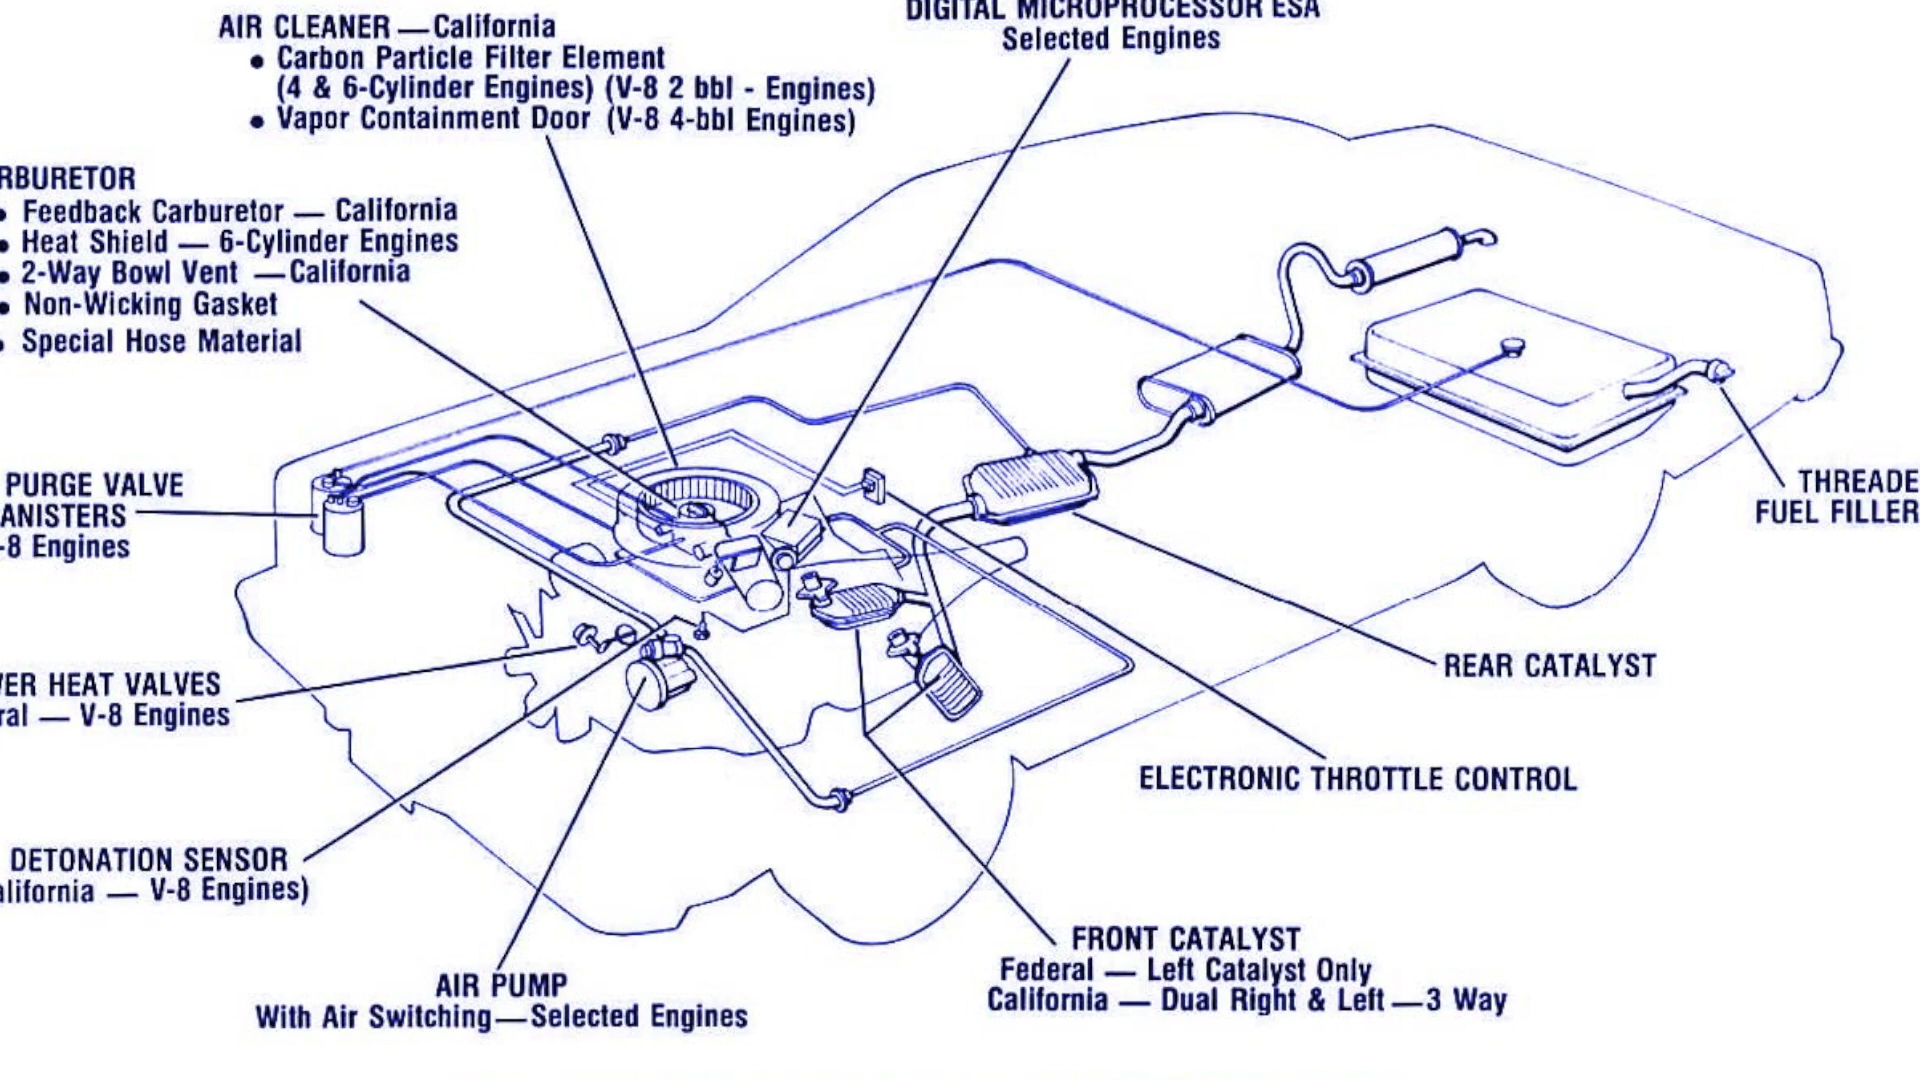 AIR CLEANER — California
• Carbon Particle Filter Element
(4 & 6-Cylinder Engines) (V-8 2 bbl - Engines)
• Vapor Containment Door (V-8 4-bbl Engines)
DIGITAL MICROPROCESSOR ESA
Selected Engines
RBURETOR
• Feedback Carburetor — California
• Heat Shield — 6-Cylinder Engines
• 2-Way Bowl Vent — California
• Non-Wicking Gasket
• Special Hose Material
PURGE VALVE
ANISTERS
-8 Engines
THREADE
FUEL FILLER
VER HEAT VALVES
ral — V-8 Engines
REAR CATALYST
ELECTRONIC THROTTLE CONTROL
DETONATION SENSOR
alifornia — V-8 Engines)
AIR PUMP
With Air Switching — Selected Engines
FRONT CATALYST
Federal — Left Catalyst Only
California — Dual Right & Left — 3 Way